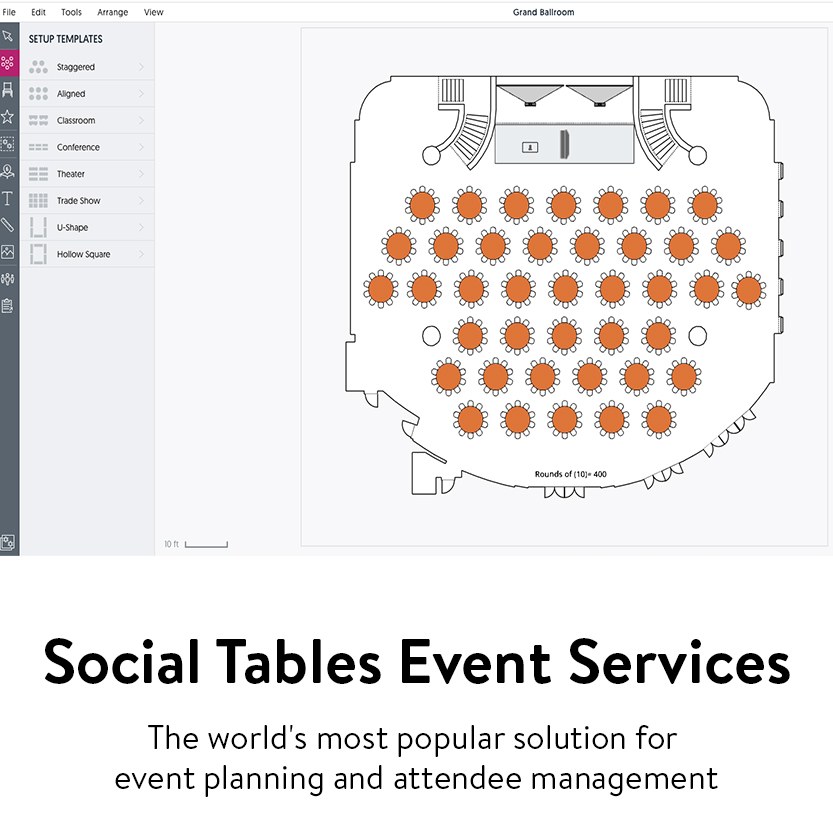 File Edit Tools Arrange View Grand Ballroom
SETUP TEMPLATES
Staggered
Aligned
Classroom
Conference
Theater
Trade Show
U-Shape
Hollow Square
Rounds of (10)= 400
10 ft
Social Tables Event Services
The world's most popular solution for
event planning and attendee management